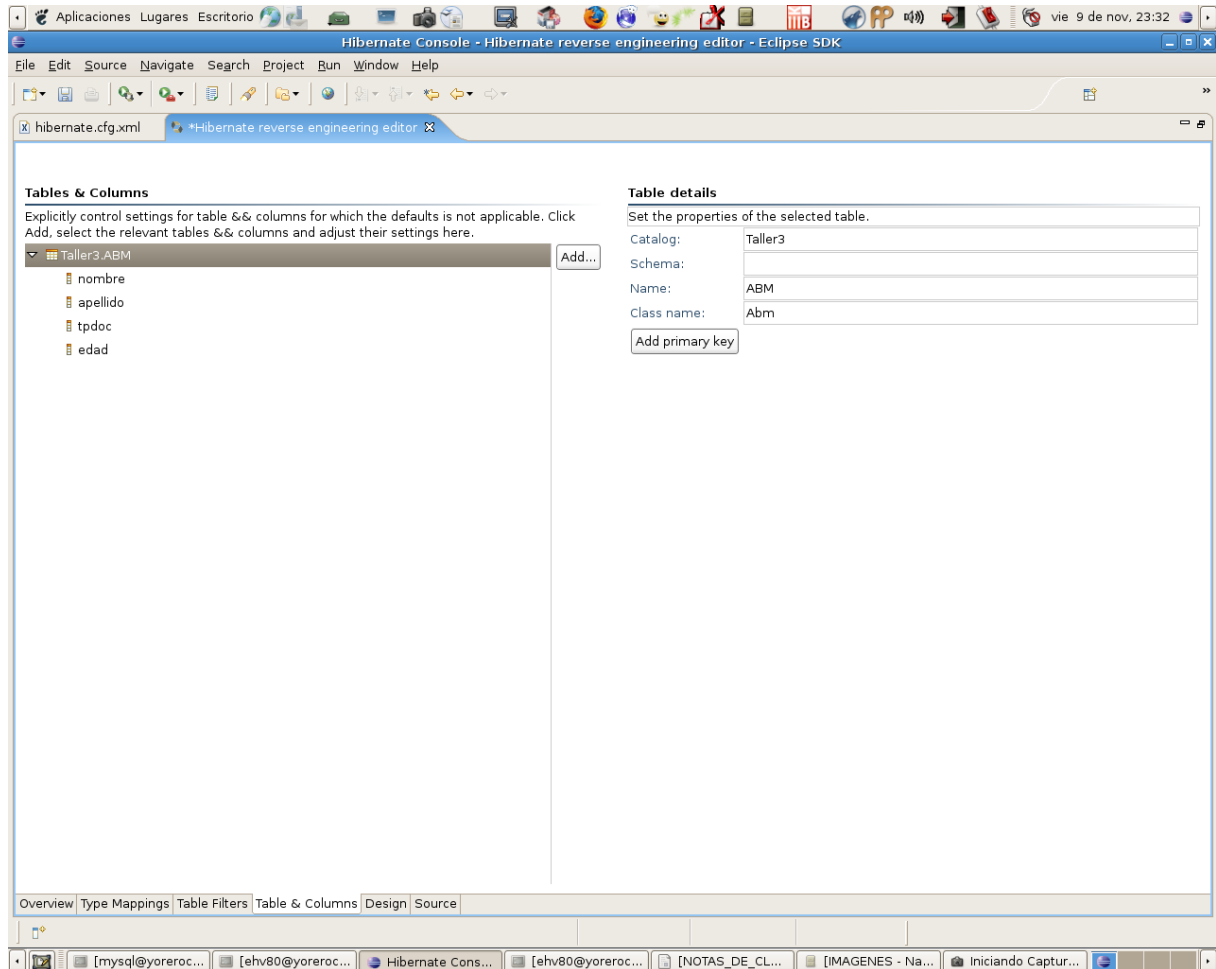 Aplicaciones Lugares Escritorio vie 9 de nov, 23:32
Hibernate Console - Hibernate reverse engineering editor - Eclipse SDK
File Edit Source Navigate Search Project Run Window Help
hibernate.cfg.xml *Hibernate reverse engineering editor
Tables & Columns
Explicitly control settings for table && columns for which the defaults is not applicable. Click
Add, select the relevant tables && columns and adjust their settings here.
Taller3.ABM
nombre
apellido
tpdoc
edad
Add...
Table details
Set the properties of the selected table.
Catalog: Taller3
Schema:
Name: ABM
Class name: Abm
Add primary key
Overview Type Mappings Table Filters Table & Columns Design Source
[mysql@yoreroc... [ehv80@yoreroc... Hibernate Cons... [ehv80@yoreroc... [NOTAS_DE_CL... [IMAGENES - Na... Iniciando Captur...